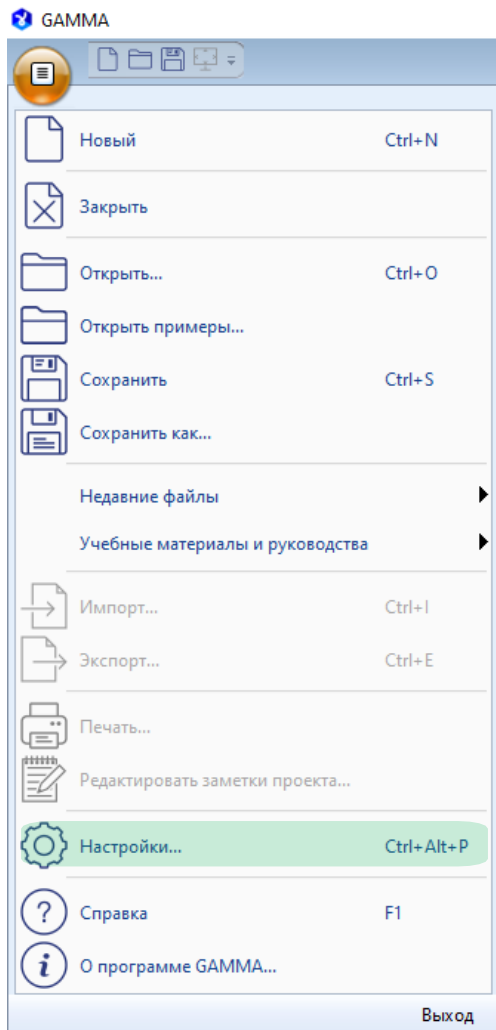 GAMMA
Новый Ctrl+N
Закрыть
Открыть... Ctrl+O
Открыть примеры...
Сохранить Ctrl+S
Сохранить как...
Недавние файлы
Учебные материалы и руководства
Импорт... Ctrl+I
Экспорт... Ctrl+E
Печать...
Редактировать заметки проекта...
Настройки... Ctrl+Alt+P
Справка F1
О программе GAMMA...
Выход